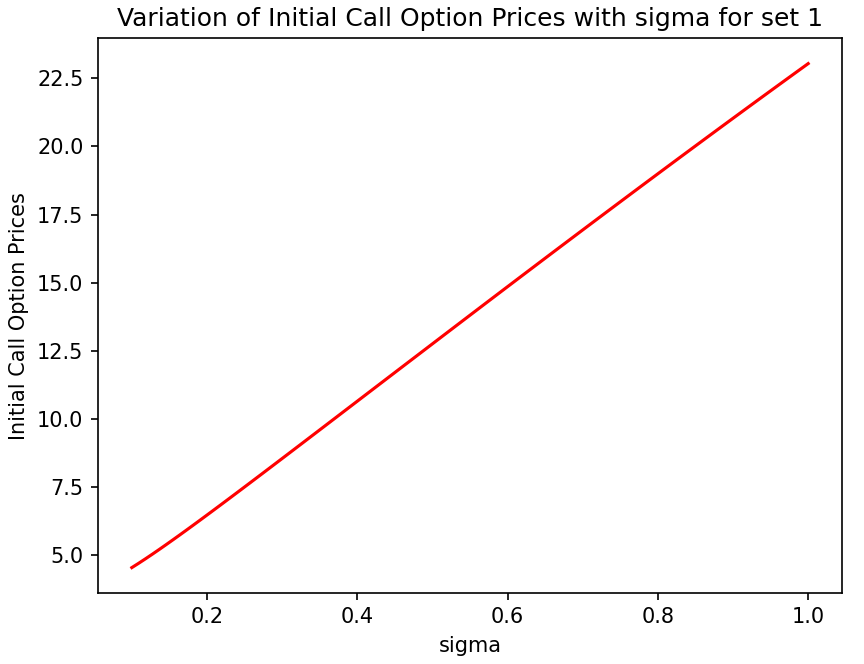 Variation of Initial Call Option Prices with sigma for set 1
Initial Call Option Prices
22.5
20.0
17.5
15.0
12.5
10.0
7.5
5.0
0.2 0.4 0.6 0.8 1.0
sigma